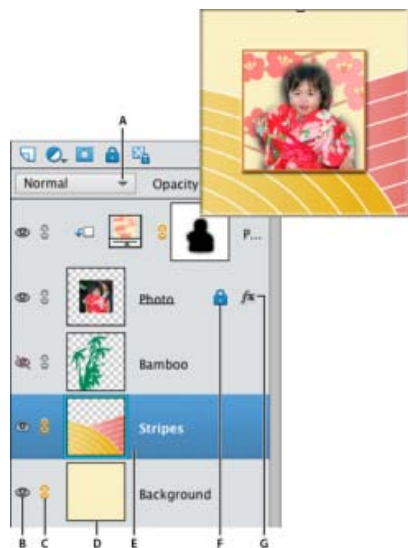 A
Normal Opacity
P...
Photo fx G
Bamboo
Stripes
Background
B C D E F G